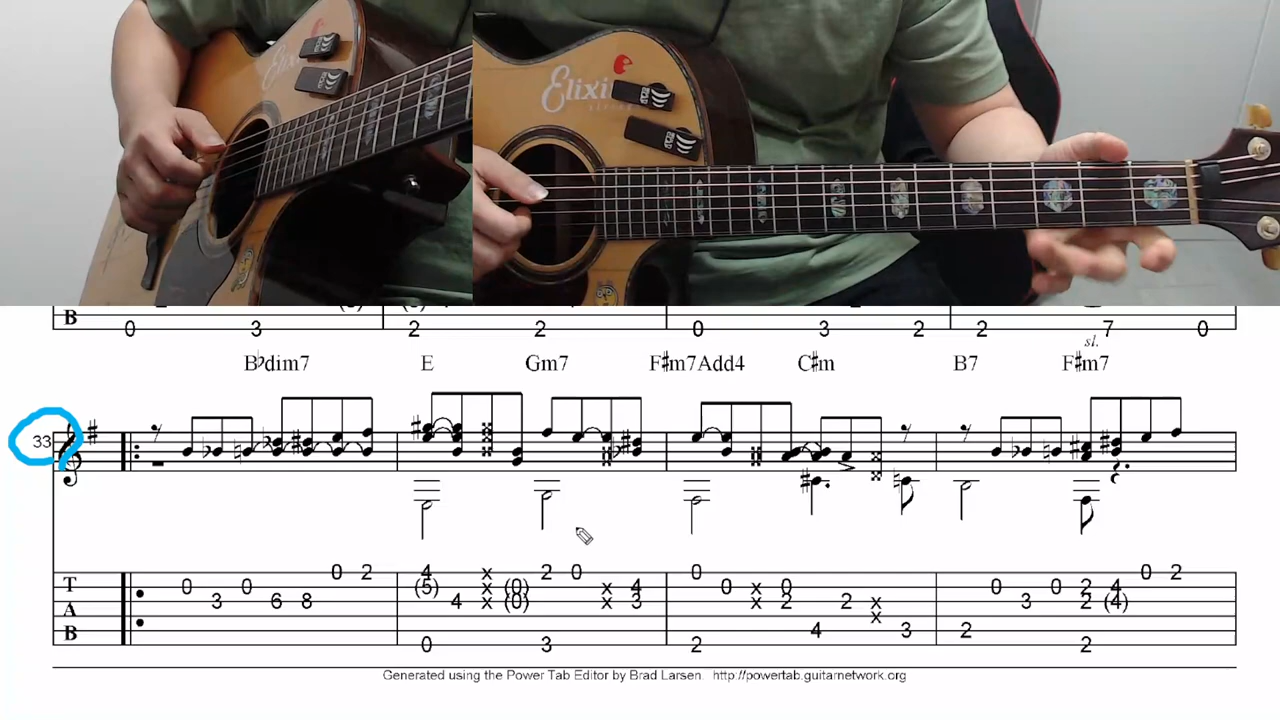 Elixir
B 0 3 2 2 0 3 2 2 7 0
sl.
B♭dim7 E Gm7 F♯m7Add4 C♯m B7 F♯m7
33
0 2 4 x 2 0 0 0 2
T 0 0 (5) x (0) x 4 0 x 0 0 0 2 4
A 3 6 8 4 x (0) x 3 x 2 2 x 3 2 (4)
x
B 4 3 2
0 3 2 2
Generated using the Power Tab Editor by Brad Larsen. http://powertab.guitarnetwork.org